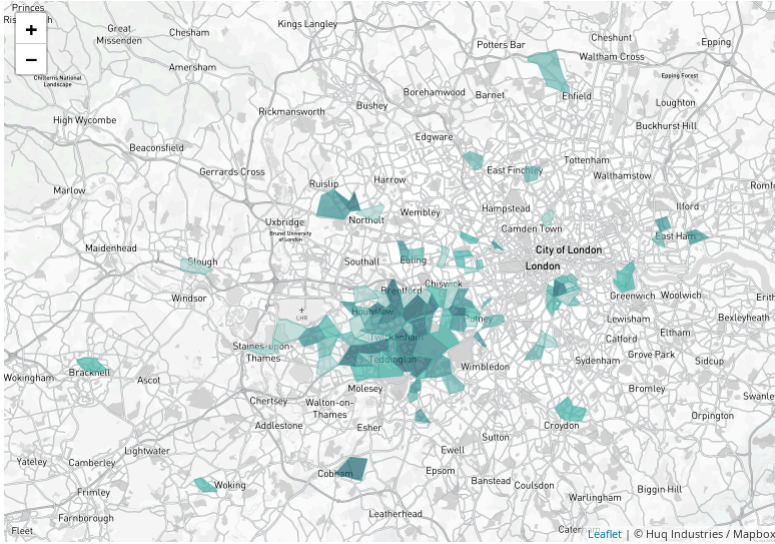 Princes
Great
Missenden
Chesham
Kings Langley
Potters Bar
Cheshunt
Waltham Cross
Epping
+
−
Chilterns National
Landscape
Amersham
Epping Forest
High Wycombe
Rickmansworth
Bushey
Borehamwood
Barnet
Enfield
Loughton
Buckhurst Hill
Beaconsfield
Edgware
Gerrards Cross
East Finchley
Tottenham
Walthamstow
Marlow
Ruislip
Harrow
Romfo
Uxbridge
Brunel University
of London
Northolt
Wembley
Hampstead
Camden Town
Ilford
East Ham
Maidenhead
Slough
Southall
Ealing
City of London
London
Windsor
Brentford
Chiswick
Greenwich
Woolwich
Erith
LHR
Hounslow
Putney
Lewisham
Bexleyheath
Staines-upon-
Thames
Twickenham
Teddington
Wimbledon
Catford
Eltham
Sydenham
Grove Park
Sidcup
Wokingham
Bracknell
Ascot
Molesey
Bromley
Swanle
Chertsey
Walton-on-
Thames
Addlestone
Esher
Croydon
Orpington
Sutton
Lightwater
Ewell
Yateley
Camberley
Cobham
Epsom
Banstead
Coulsdon
Biggin Hill
Frimley
Woking
Warlingham
Farnborough
Leatherhead
Fleet
Caterham
Leaflet | © Huq Industries / Mapbox